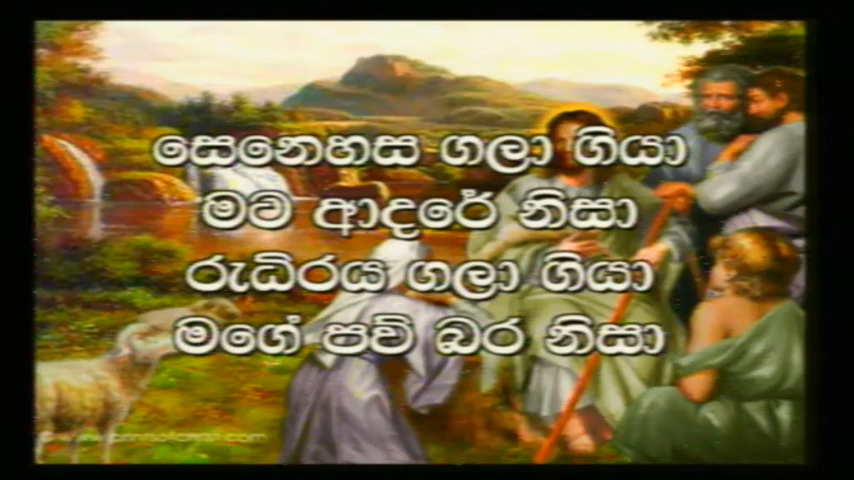 සෙනෙහස ගලා ගියා
මට ආදරේ නිසා
රුධිරය ගලා ගියා
මගේ පව් බර නිසා